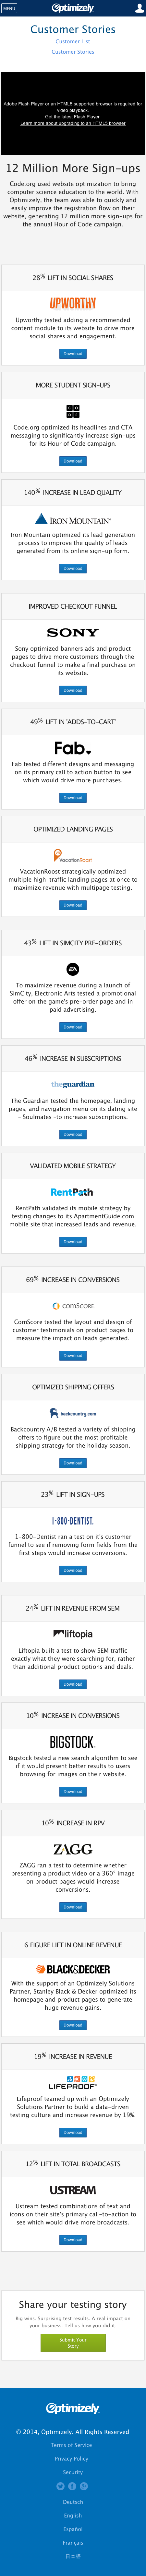 MENU
Optimizely
Customer Stories
Customer List
Customer Stories
Adobe Flash Player or an HTML5 supported browser is required for
video playback.
Get the latest Flash Player
Learn more about upgrading to an HTML5 browser
12 Million More Sign-ups
Code.org used website optimization to bring
computer science education to the world. With
Optimizely, the team was able to quickly and
easily improve the registration flow on their
website, generating 12 million more sign-ups for
the annual Hour of Code campaign.
28% LIFT IN SOCIAL SHARES
UPWORTHY
Upworthy tested adding a recommended
content module to its website to drive more
social shares and engagement.
Download
MORE STUDENT SIGN-UPS
Code.org optimized its headlines and CTA
messaging to significantly increase sign-ups
for its Hour of Code campaign.
Download
140% INCREASE IN LEAD QUALITY
IRON MOUNTAIN®
Iron Mountain optimized its lead generation
process to improve the quality of leads
generated from its online sign-up form.
Download
IMPROVED CHECKOUT FUNNEL
SONY
Sony optimized banners ads and product
pages to drive more customers through the
checkout funnel to make a final purchase on
its website.
Download
49% LIFT IN 'ADDS-TO-CART'
Fab.
Fab tested different designs and messaging
on its primary call to action button to see
which would drive more purchases.
Download
OPTIMIZED LANDING PAGES
VacationRoost
VacationRoost strategically optimized
multiple high-traffic landing pages at once to
maximize revenue with multipage testing.
Download
43% LIFT IN SIMCITY PRE-ORDERS
EA
To maximize revenue during a launch of
SimCity, Electronic Arts tested a promotional
offer on the game's pre-order page and in
paid advertising.
Download
46% INCREASE IN SUBSCRIPTIONS
theguardian
The Guardian tested the homepage, landing
pages, and navigation menu on its dating site
– Soulmates –to increase subscriptions.
Download
VALIDATED MOBILE STRATEGY
RentPath
RentPath validated its mobile strategy by
testing changes to its ApartmentGuide.com
mobile site that increased leads and revenue.
Download
69% INCREASE IN CONVERSIONS
comSCORE
ComScore tested the layout and design of
customer testimonials on product pages to
measure the impact on leads generated.
Download
OPTIMIZED SHIPPING OFFERS
backcountry.com
Backcountry A/B tested a variety of shipping
offers to figure out the most profitable
shipping strategy for the holiday season.
Download
23% LIFT IN SIGN-UPS
1-800-DENTIST.
1-800-Dentist ran a test on it's customer
funnel to see if removing form fields from the
first steps would increase conversions.
Download
24% LIFT IN REVENUE FROM SEM
liftopia
Liftopia built a test to show SEM traffic
exactly what they were searching for, rather
than additional product options and deals.
Download
10% INCREASE IN CONVERSIONS
BIGSTOCK
Bigstock tested a new search algorithm to see
if it would present better results to users
browsing for images on their website.
Download
10% INCREASE IN RPV
ZAGG
ZAGG ran a test to determine whether
presenting a product video or a 360° image
on product pages would increase
conversions.
Download
6 FIGURE LIFT IN ONLINE REVENUE
BLACK&DECKER
With the support of an Optimizely Solutions
Partner, Stanley Black & Decker optimized its
homepage and product pages to generate
huge revenue gains.
Download
19% INCREASE IN REVENUE
LIFEPROOF
Lifeproof teamed up with an Optimizely
Solutions Partner to build a data-driven
testing culture and increase revenue by 19%.
Download
12% LIFT IN TOTAL BROADCASTS
USTREAM
Ustream tested combinations of text and
icons on their site's primary call-to-action to
see which would drive more broadcasts.
Download
Share your testing story
Big wins. Surprising test results. A real impact on
your business. Tell us how you did it.
Submit Your
Story
Optimizely
© 2014, Optimizely. All Rights Reserved
Terms of Service
Privacy Policy
Security
Deutsch
English
Español
Français
日本語